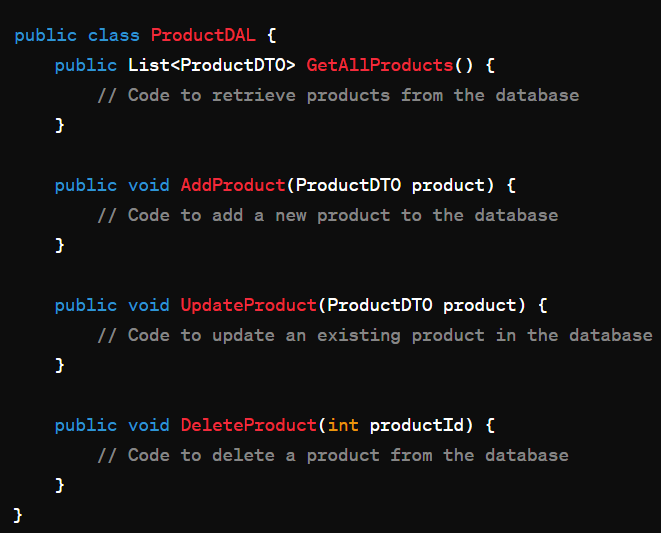 public class ProductDAL {
    public List<ProductDTO> GetAllProducts() {
        // Code to retrieve products from the database
    }

    public void AddProduct(ProductDTO product) {
        // Code to add a new product to the database
    }

    public void UpdateProduct(ProductDTO product) {
        // Code to update an existing product in the database
    }

    public void DeleteProduct(int productId) {
        // Code to delete a product from the database
    }
}